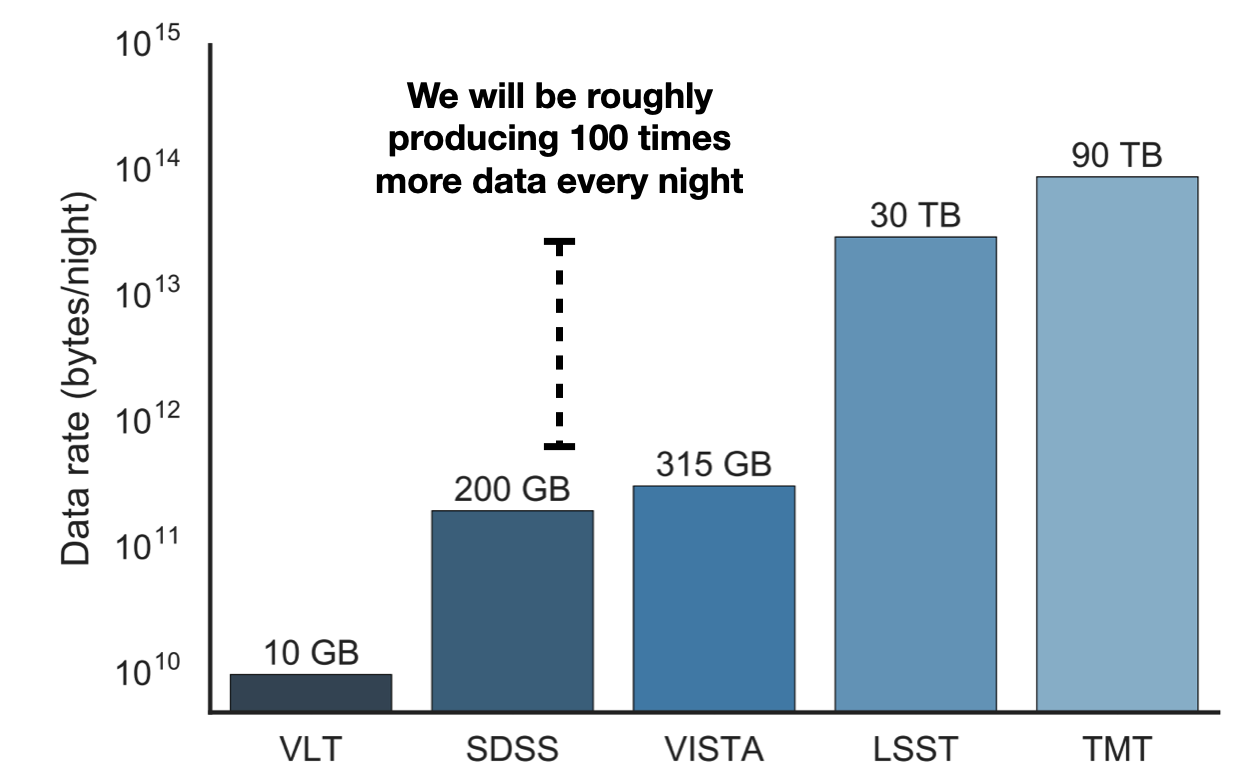 10^15
We will be roughly
producing 100 times
more data every night
10^14
90 TB
30 TB
10^13
Data rate (bytes/night)
10^12
315 GB
200 GB
10^11
10 GB
10^10
VLT SDSS VISTA LSST TMT